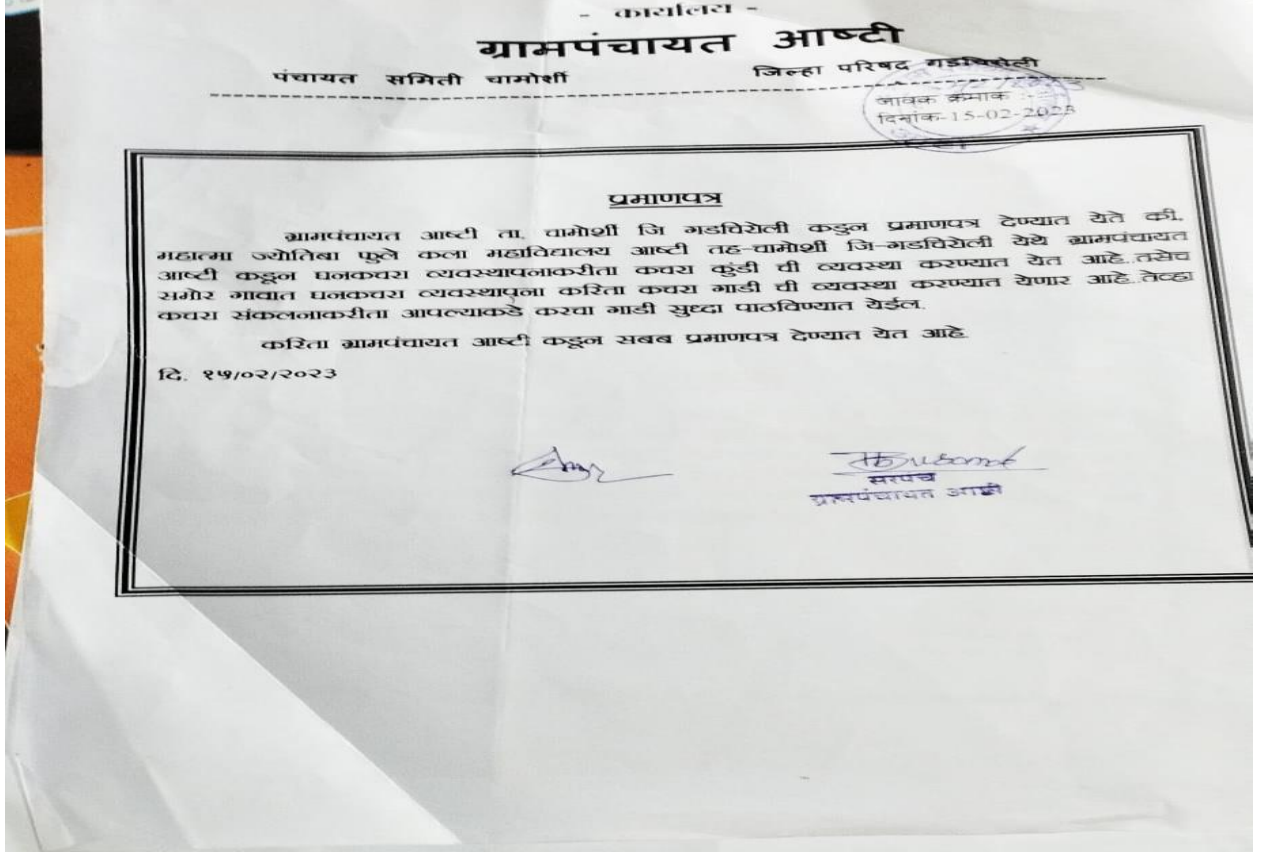 - कार्यालय -
ग्रामपंचायत आष्टी
पंचायत समिती चामोर्शी जिल्हा परिषद गडचिरोली
जावक क्रमांक :-
दिनांक-15-02-2023
प्रमाणपत्र
ग्रामपंचायत आष्टी ता. चामोर्शी जि गडचिरोली कडुन प्रमाणपत्र देण्यात येते की,
महात्मा ज्योतिबा फुले कला महाविद्यालय आष्टी तह-चामोर्शी जि-गडचिरोली येथे ग्रामपंचायत
आष्टी कडून घनकचरा व्यवस्थापनाकरीता कचरा कुंडी ची व्यवस्था करण्यात येत आहे..तसेच
समोर गावात घनकचरा व्यवस्थापना करिता कचरा गाडी ची व्यवस्था करण्यात येणार आहे..तेव्हा
कचरा संकलनाकरीता आपल्याकडे करचा गाडी सुध्दा पाठविण्यात येईल.
करिता ग्रामपंचायत आष्टी कडून सबब प्रमाणपत्र देण्यात येत आहे.
दि. १५/०२/२०२३
सरपंच
ग्रामपंचायत आष्टी